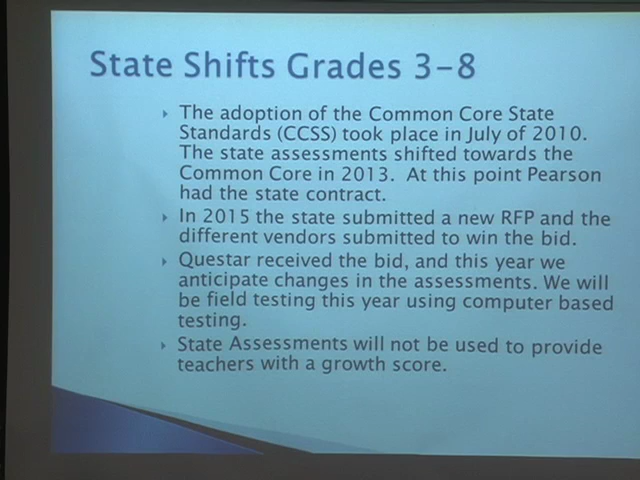 State Shifts Grades 3-8
The adoption of the Common Core State
Standards (CCSS) took place in July of 2010.
The state assessments shifted towards the
Common Core in 2013.  At this point Pearson
had the state contract.
In 2015 the state submitted a new RFP and the
different vendors submitted to win the bid.
Questar received the bid, and this year we
anticipate changes in the assessments. We will
be field testing this year using computer based
testing.
State Assessments will not be used to provide
teachers with a growth score.